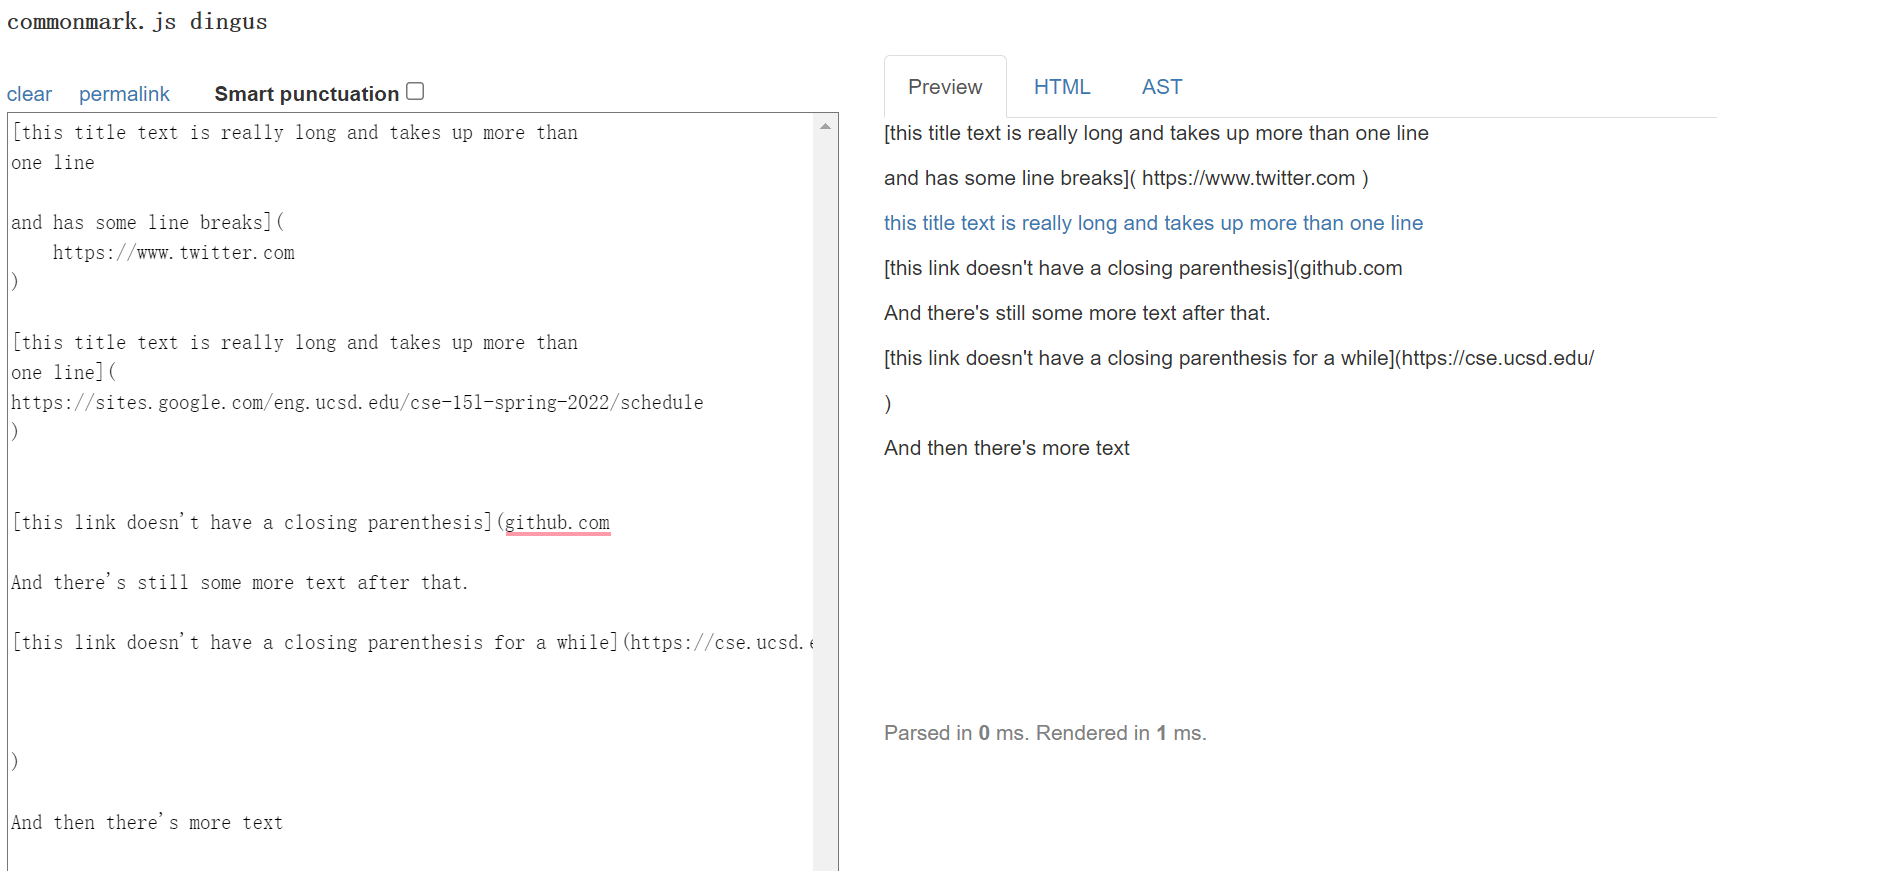 commonmark.js dingus
clear permalink Smart punctuation
[this title text is really long and takes up more than
one line
and has some line breaks](
https://www.twitter.com
)
[this title text is really long and takes up more than
one line](
https://sites.google.com/eng.ucsd.edu/cse-15l-spring-2022/schedule
)
[this link doesn't have a closing parenthesis](github.com
And there's still some more text after that.
[this link doesn't have a closing parenthesis for a while](https://cse.ucsd.e
)
And then there's more text
Preview HTML AST
[this title text is really long and takes up more than one line
and has some line breaks]( https://www.twitter.com )
this title text is really long and takes up more than one line
[this link doesn't have a closing parenthesis](github.com
And there's still some more text after that.
[this link doesn't have a closing parenthesis for a while](https://cse.ucsd.edu/
)
And then there's more text
Parsed in 0 ms. Rendered in 1 ms.